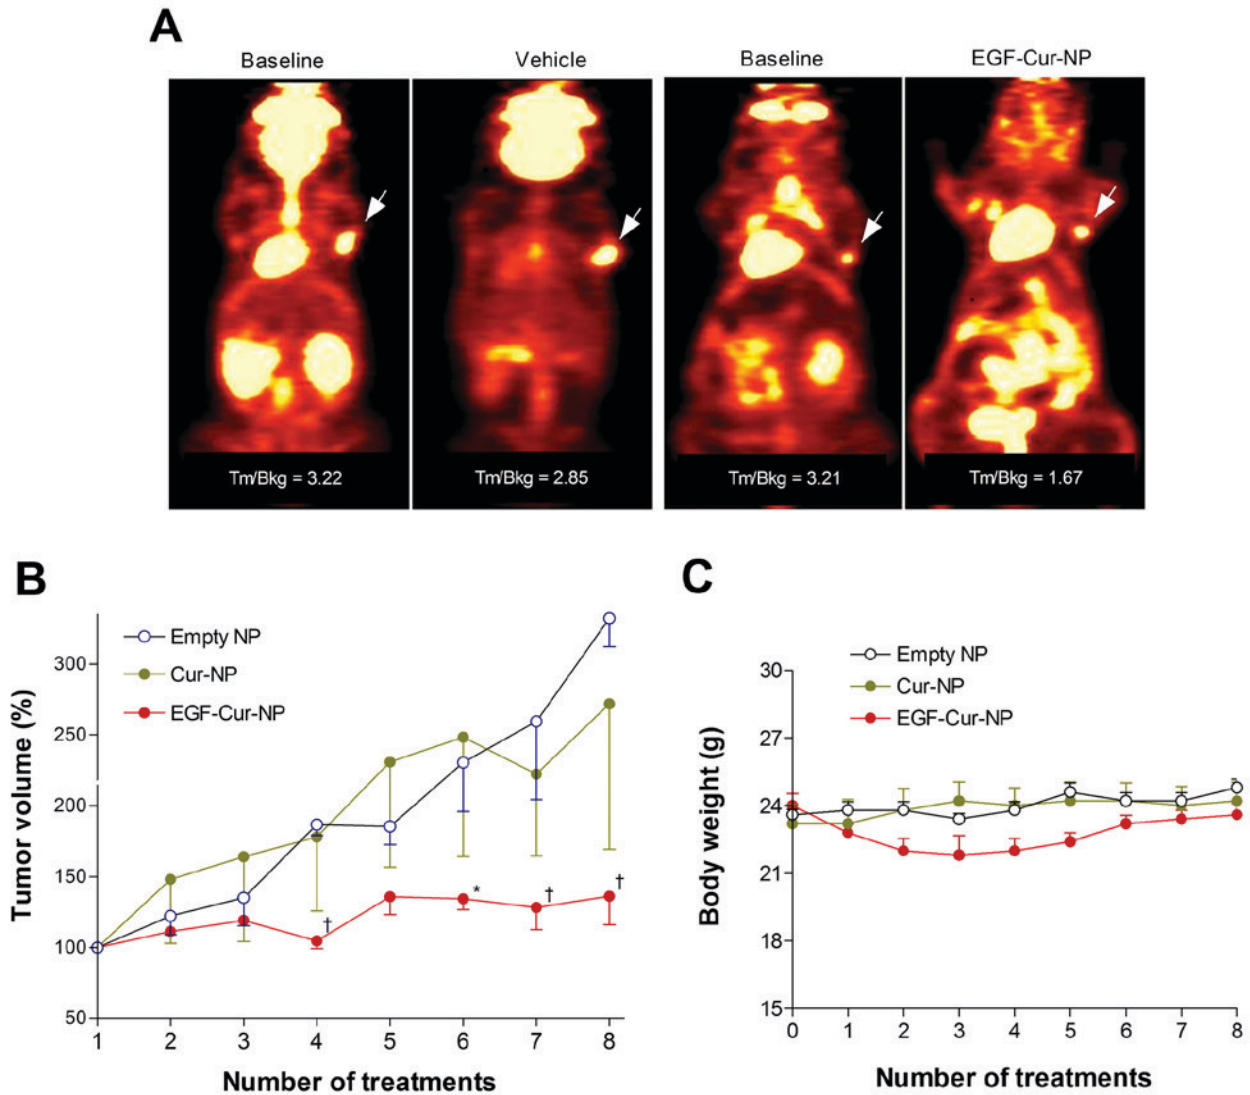 A
Baseline
Vehicle
Baseline
EGF-Cur-NP
Tm/Bkg = 3.22
Tm/Bkg = 2.85
Tm/Bkg = 3.21
Tm/Bkg = 1.67
B
Empty NP
Cur-NP
EGF-Cur-NP
Tumor volume (%)
300
250
200
150
100
50
†
*
†
†
1 2 3 4 5 6 7 8
Number of treatments
C
Empty NP
Cur-NP
EGF-Cur-NP
Body weight (g)
30
27
24
21
18
15
0 1 2 3 4 5 6 7 8
Number of treatments